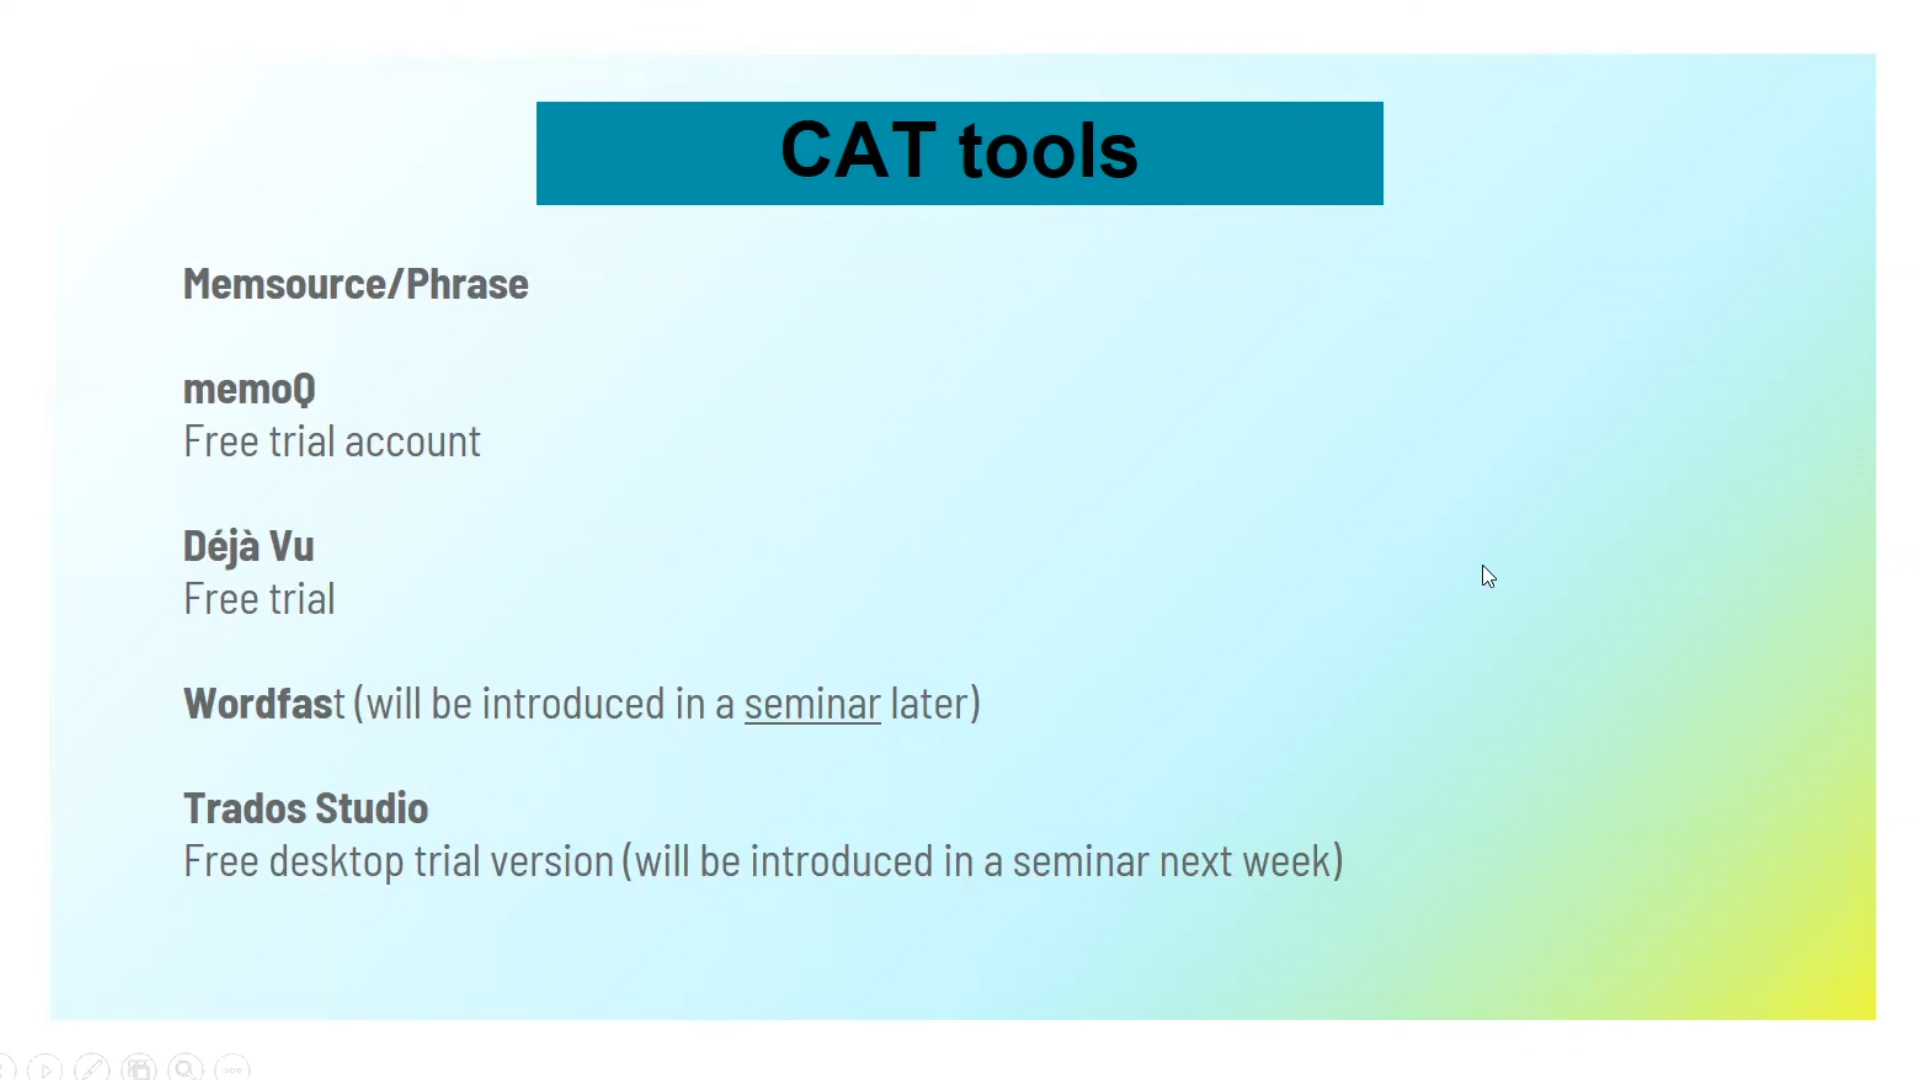 CAT tools
Memsource/Phrase
memoQ
Free trial account
Déjà Vu
Free trial
Wordfast (will be introduced in a seminar later)
Trados Studio
Free desktop trial version (will be introduced in a seminar next week)